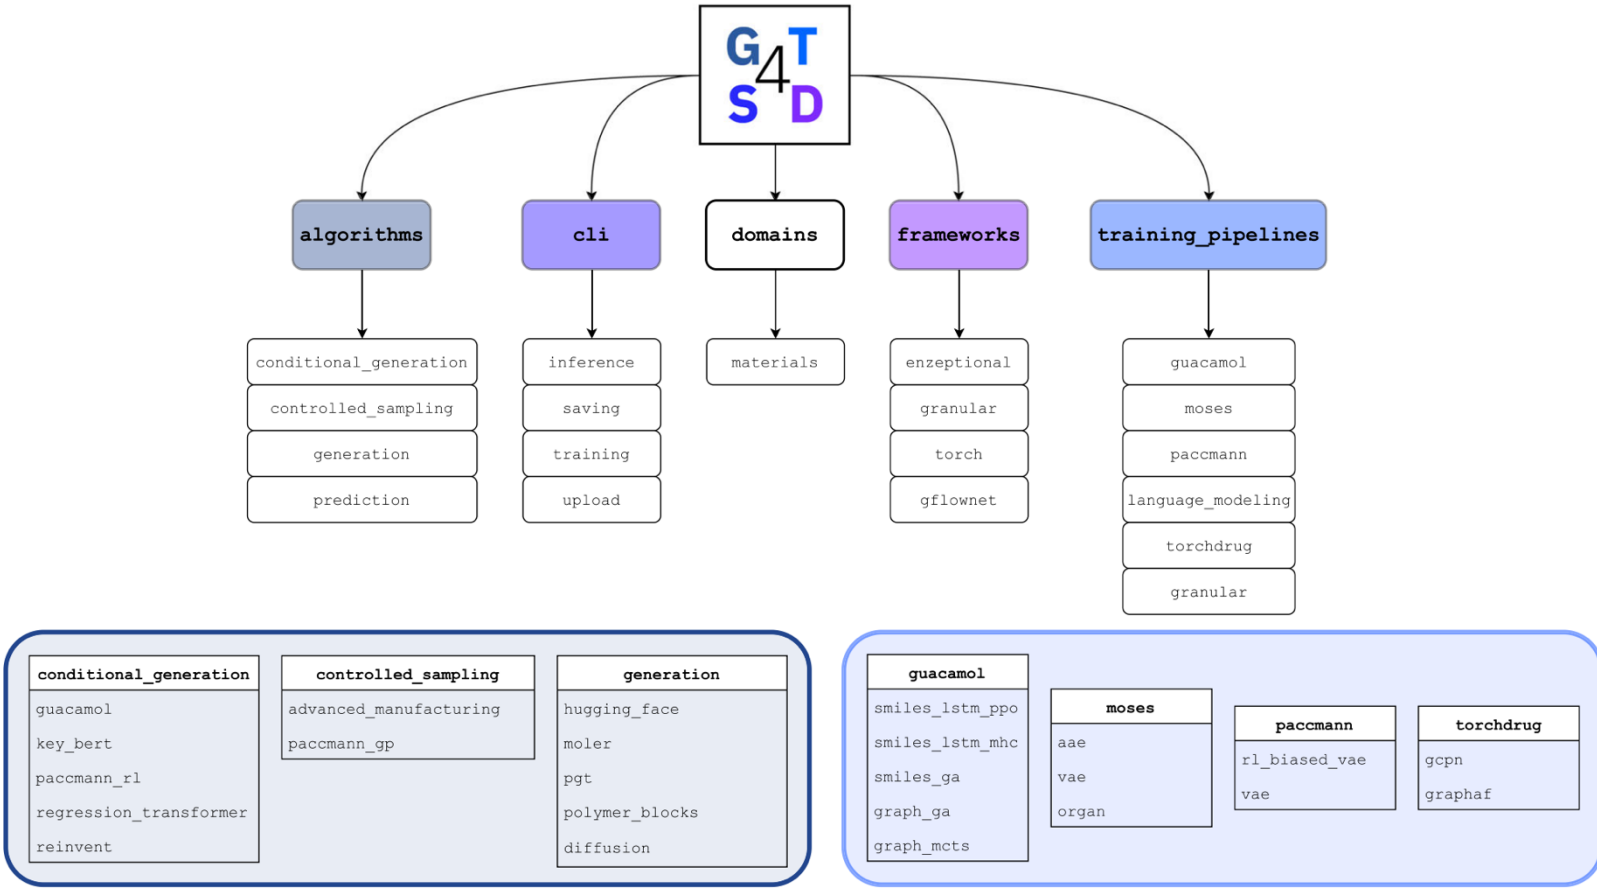 G4T
SD
algorithms
cli
domains
frameworks
training_pipelines
conditional_generation
controlled_sampling
generation
prediction
inference
saving
training
upload
materials
enzeptional
granular
torch
gflownet
guacamol
moses
paccmann
language_modeling
torchdrug
granular
conditional_generation
guacamol
key_bert
paccmann_rl
regression_transformer
reinvent
controlled_sampling
advanced_manufacturing
paccmann_gp
generation
hugging_face
moler
pgt
polymer_blocks
diffusion
guacamol
smiles_lstm_ppo
smiles_lstm_mhc
smiles_ga
graph_ga
graph_mcts
moses
aae
vae
organ
paccmann
rl_biased_vae
vae
torchdrug
gcpn
graphaf